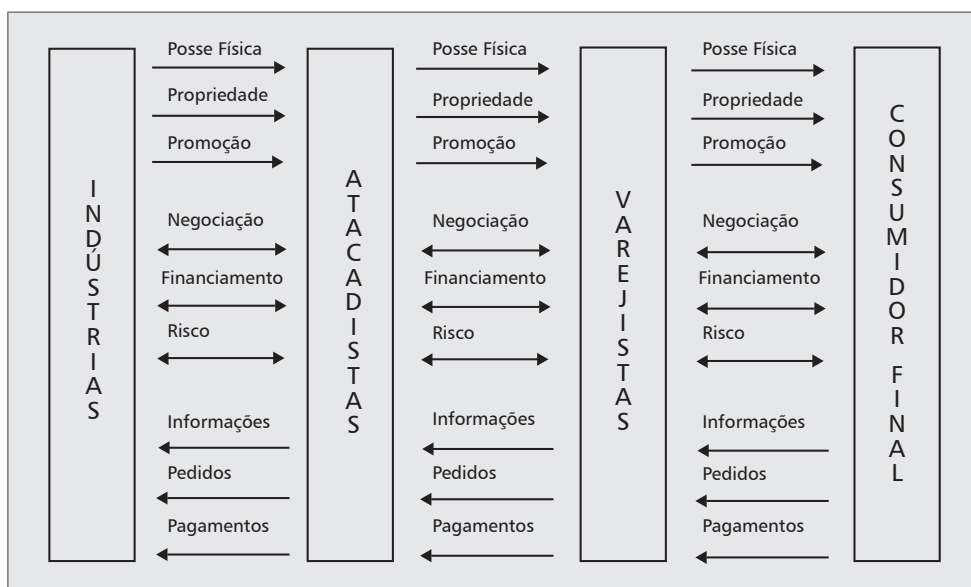 INDÚSTRIAS
Posse Física
Propriedade
Promoção
Negociação
Financiamento
Risco
Informações
Pedidos
Pagamentos
ATACADISTAS
Posse Física
Propriedade
Promoção
Negociação
Financiamento
Risco
Informações
Pedidos
Pagamentos
VAREJISTAS
Posse Física
Propriedade
Promoção
Negociação
Financiamento
Risco
Informações
Pedidos
Pagamentos
CONSUMIDOR FINAL